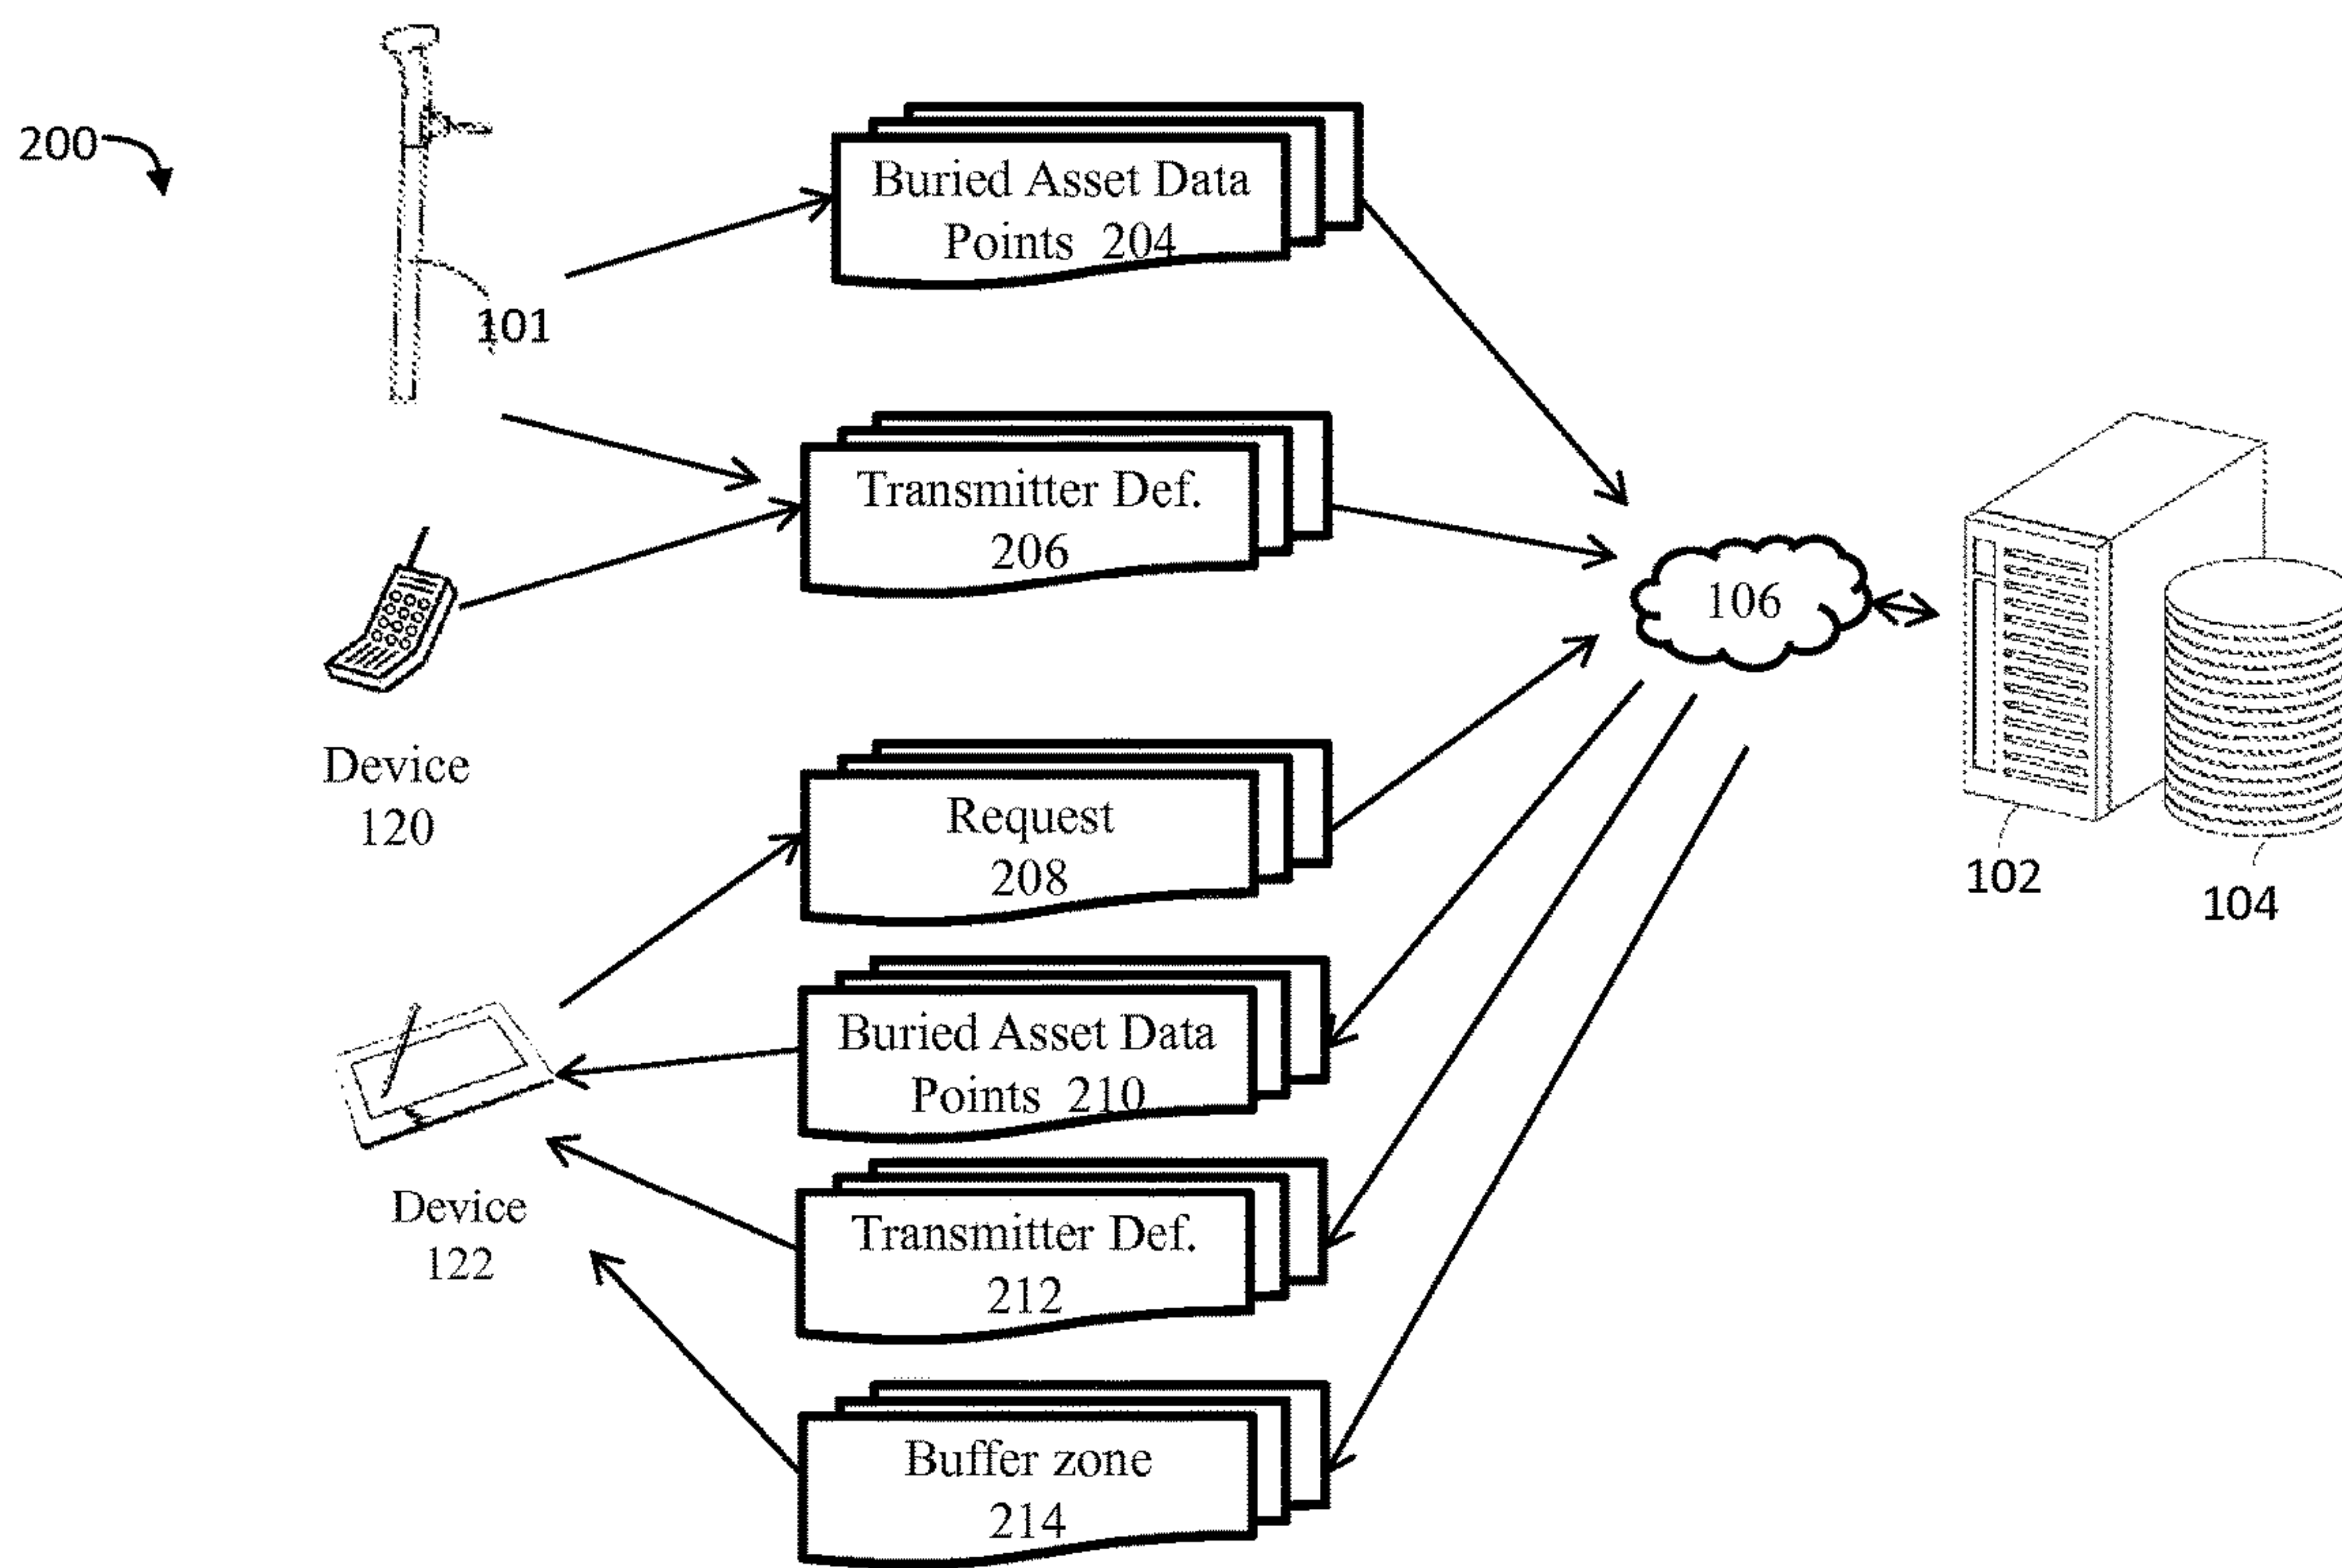 200
Buried Asset Data
Points 204
101
Transmitter Def.
206
106
Device
120
Request
208
102
104
Buried Asset Data
Points 210
Device
122
Transmitter Def.
212
Buffer zone
214